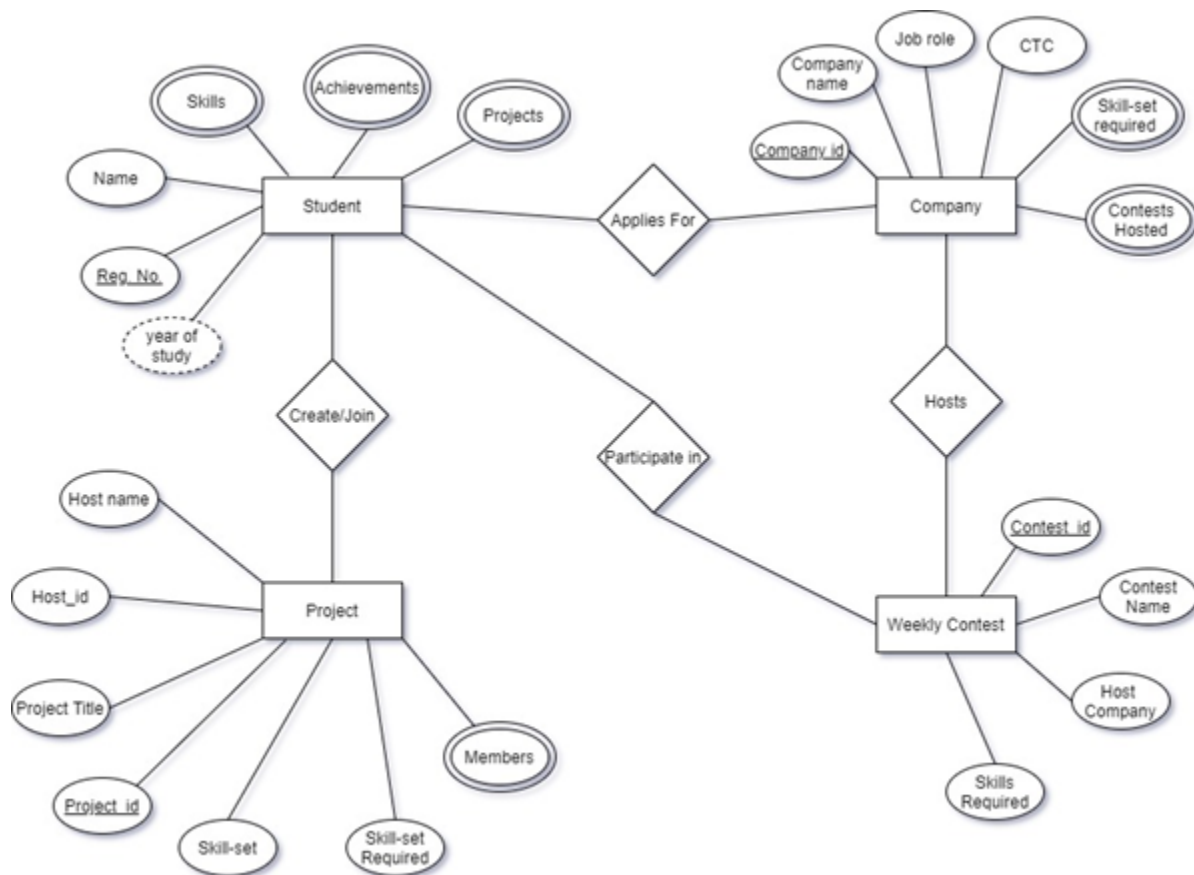 Job role
CTC
Company
name
Achievements
Skills
Projects
Skill-set
required
Company id
Name
Student
Applies For
Company
Contests
Hosted
Reg. No.
year of
study
Create/Join
Hosts
Participate in
Host name
Contest_id
Host_id
Project
Contest
Name
Weekly Contest
Project Title
Host
Company
Members
Project_id
Skills
Required
Skill-set
Skill-set
Required